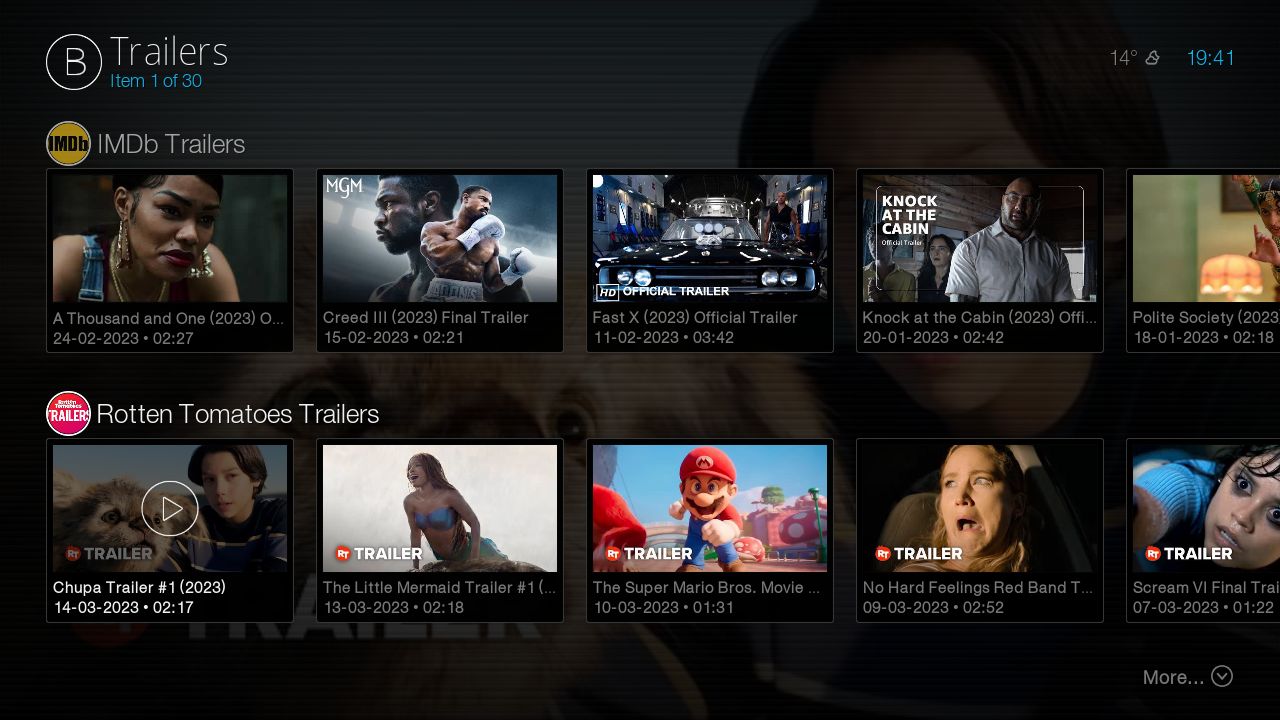 B
Trailers
Item 1 of 30
14°
19:41
IMDb
IMDb Trailers
MGM
KNOCK
AT THE
CABIN
Official Trailer
HD OFFICIAL TRAILER
A Thousand and One (2023) O...
24-02-2023 • 02:27
Creed III (2023) Final Trailer
15-02-2023 • 02:21
Fast X (2023) Official Trailer
11-02-2023 • 03:42
Knock at the Cabin (2023) Offi...
20-01-2023 • 02:42
Polite Society (2023
18-01-2023 • 02:18
Rotten
Tomatoes
TRAILERS
Rotten Tomatoes Trailers
RT TRAILER
RT TRAILER
RT TRAILER
RT TRAILER
RT TRAILER
Chupa Trailer #1 (2023)
14-03-2023 • 02:17
The Little Mermaid Trailer #1 (...
13-03-2023 • 02:18
The Super Mario Bros. Movie ...
10-03-2023 • 01:31
No Hard Feelings Red Band T...
09-03-2023 • 02:52
Scream VI Final Trai
07-03-2023 • 01:22
TRAILER
More...